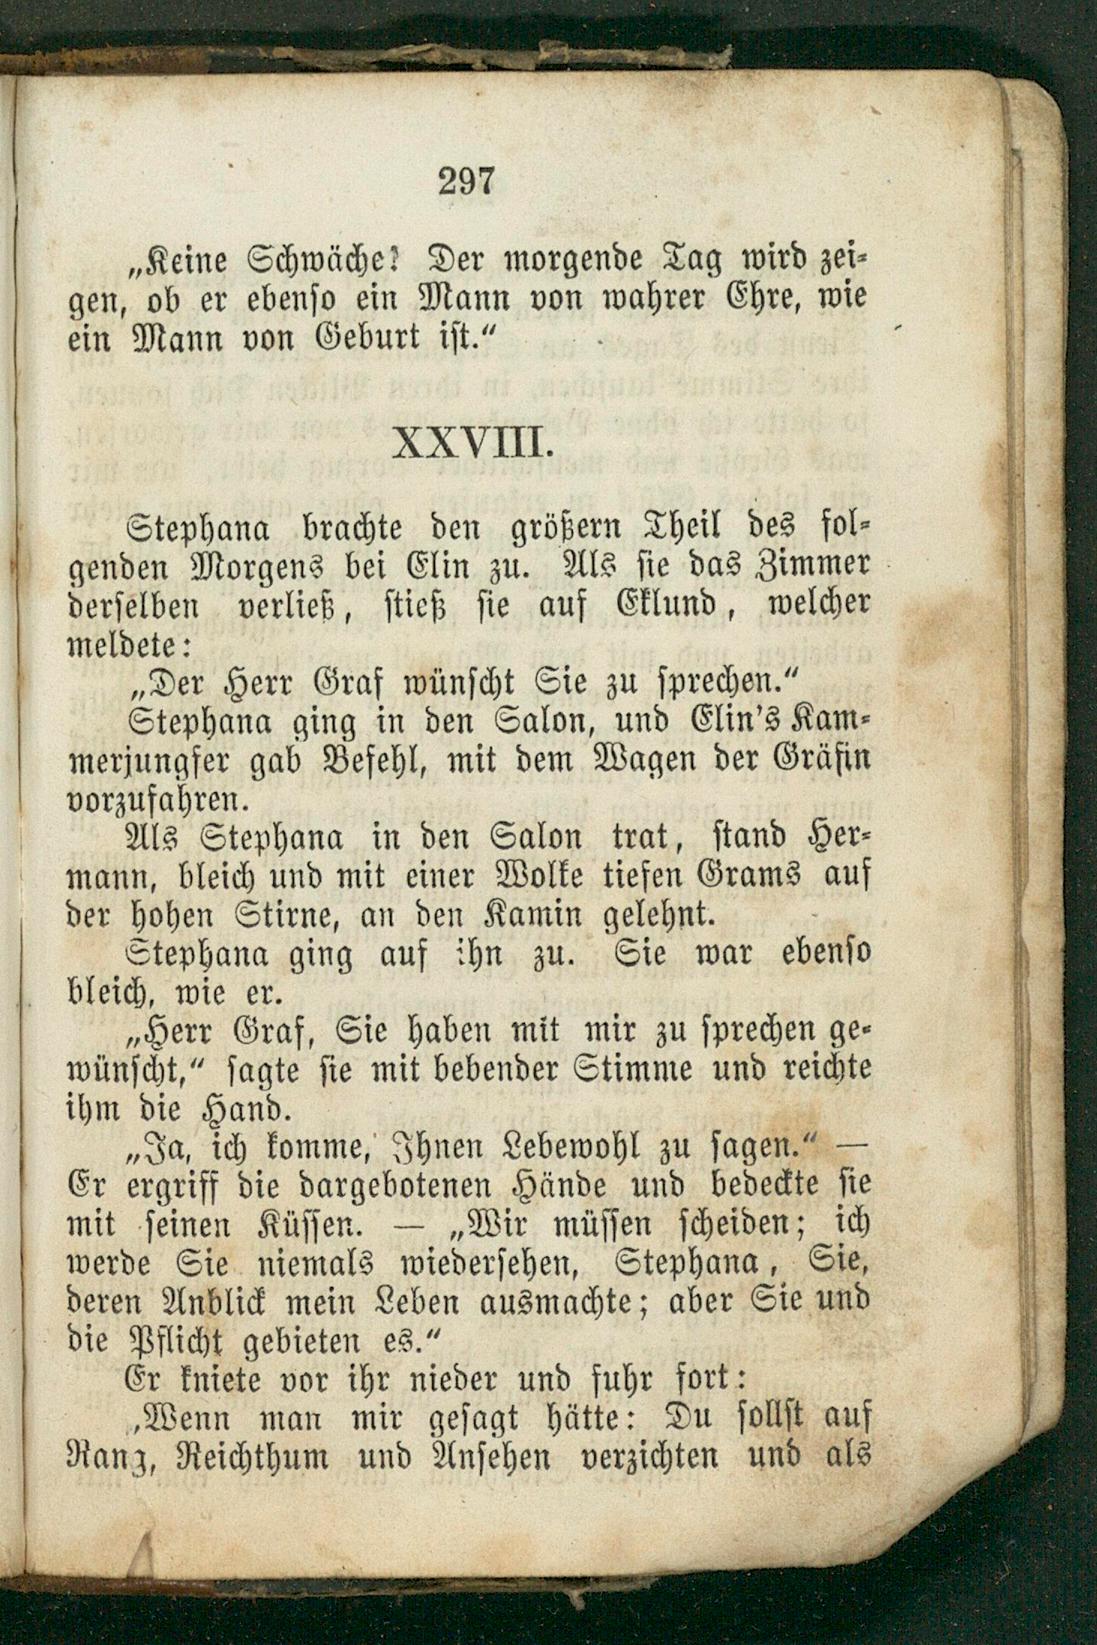 297
„Keine Schwäche! Der morgende Tag wird zei-
gen, ob er ebenso ein Mann von wahrer Ehre, wie
ein Mann von Geburt ist.“
XXVIII.
Stephana brachte den größern Theil des fol-
genden Morgens bei Elin zu. Als sie das Zimmer
derselben verließ, stieß sie auf Eklund, welcher
meldete:
„Der Herr Graf wünscht Sie zu sprechen.“
Stephana ging in den Salon, und Elin's Kam-
merjungfer gab Befehl, mit dem Wagen der Gräfin
vorzufahren.
Als Stephana in den Salon trat, stand Her-
mann, bleich und mit einer Wolke tiefen Grams auf
der hohen Stirne, an den Kamin gelehnt.
Stephana ging auf ihn zu. Sie war ebenso
bleich, wie er.
„Herr Graf, Sie haben mit mir zu sprechen ge-
wünscht,“ sagte sie mit bebender Stimme und reichte
ihm die Hand.
„Ja, ich komme, Ihnen Lebewohl zu sagen.“ —
Er ergriff die dargebotenen Hände und bedeckte sie
mit seinen Küssen. — „Wir müssen scheiden; ich
werde Sie niemals wiedersehen, Stephana, Sie,
deren Anblick mein Leben ausmachte; aber Sie und
die Pflicht gebieten es.“
Er kniete vor ihr nieder und fuhr fort:
„Wenn man mir gesagt hätte: Du sollst auf
Rang, Reichthum und Ansehen verzichten und als